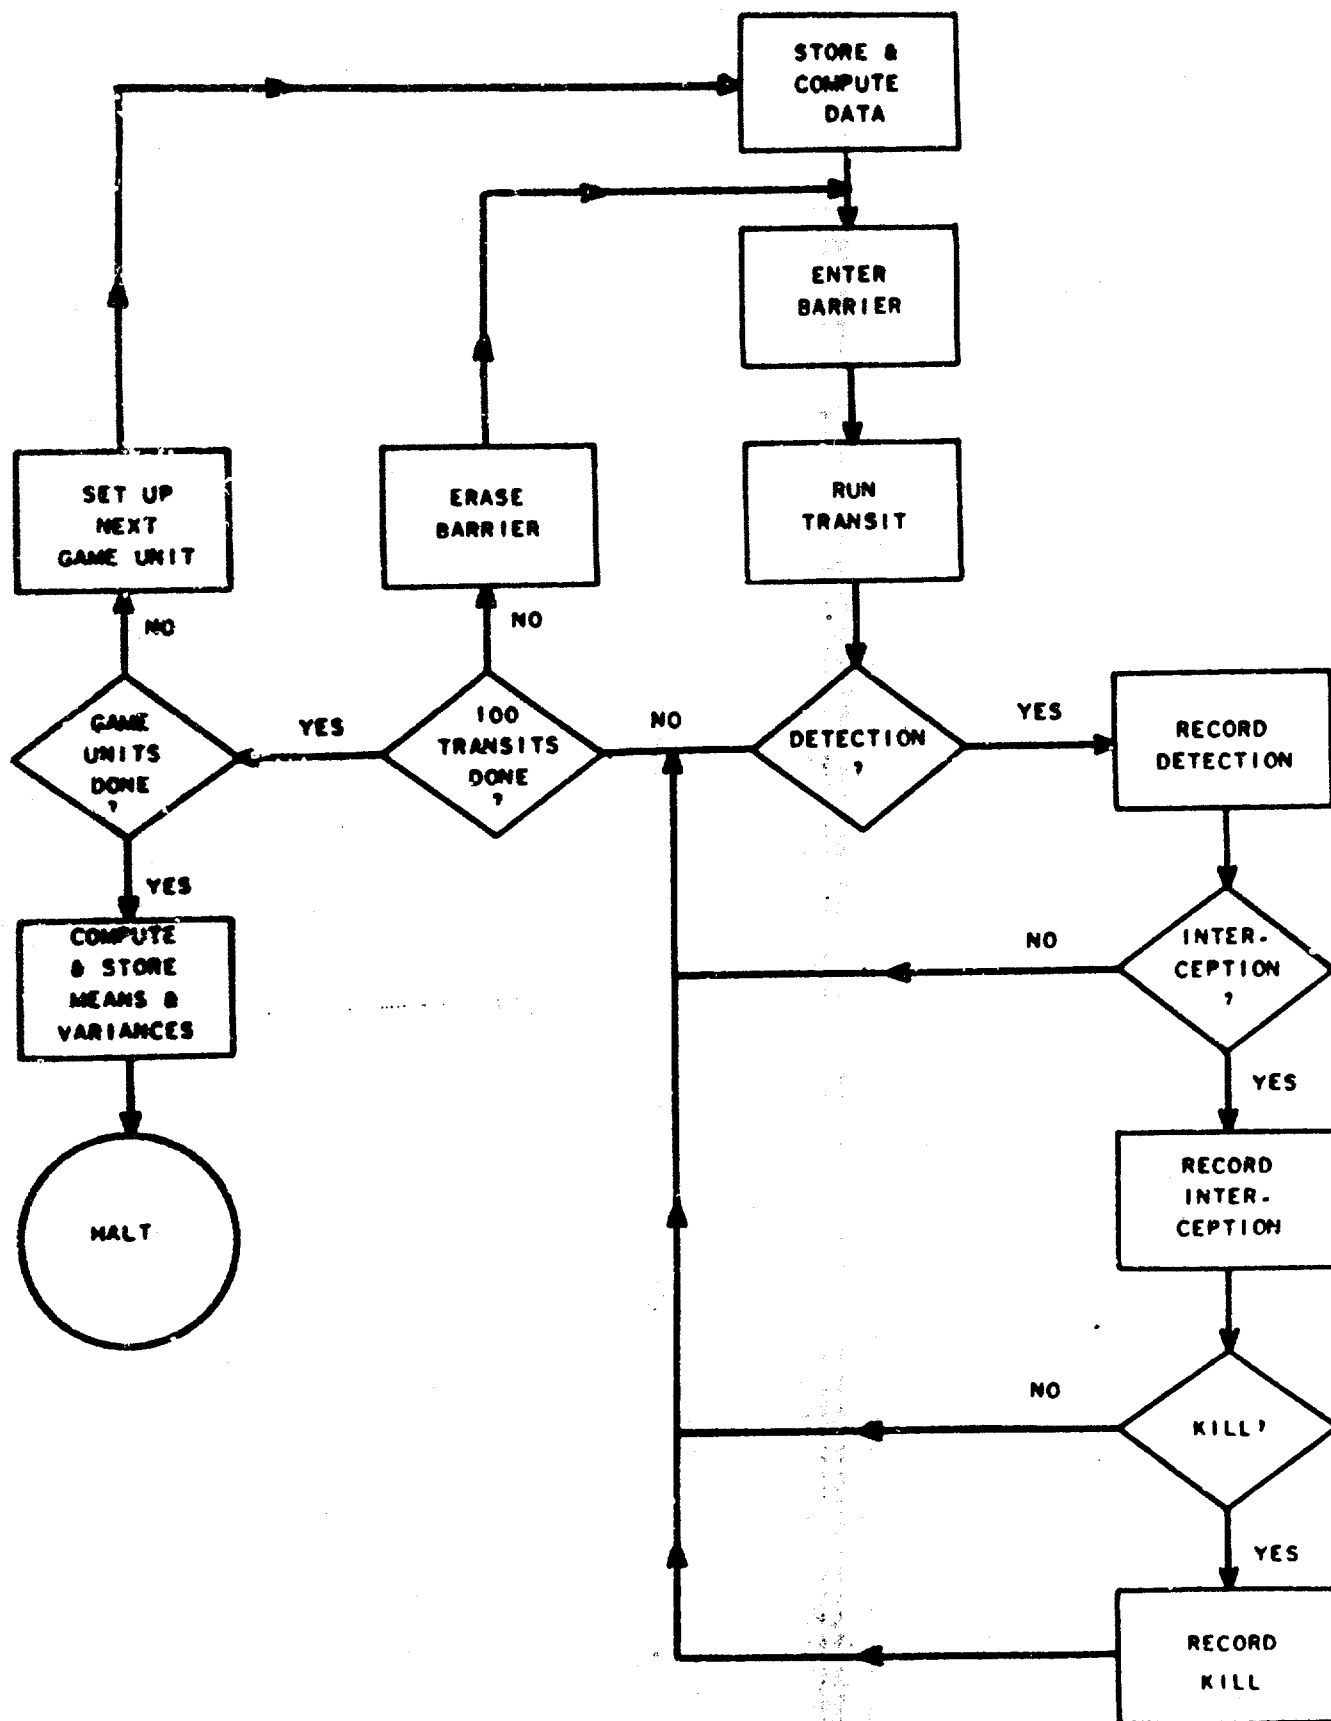 STORE &
COMPUTE
DATA
ENTER
BARRIER
RUN
TRANSIT
SET UP
NEXT
GAME UNIT
ERASE
BARRIER
NO
NO
GAME
UNITS
DONE
?
YES
100
TRANSITS
DONE
?
NO
DETECTION
?
YES
RECORD
DETECTION
YES
COMPUTE
& STORE
MEANS &
VARIANCES
NO
INTER-
CEPTION
?
YES
HALT
RECORD
INTER-
CEPTION
NO
KILL?
YES
RECORD
KILL